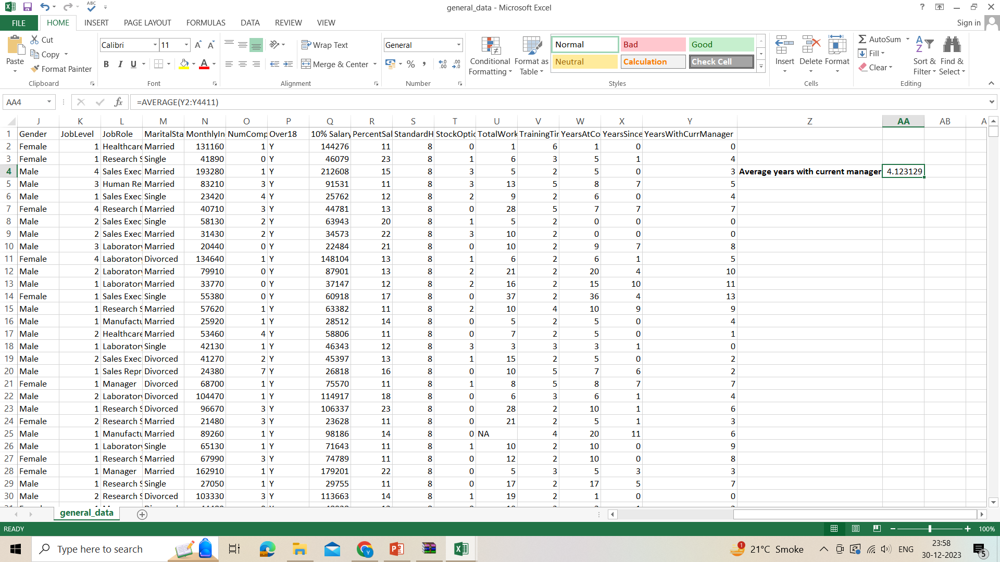 ABC
general_data - Microsoft Excel
?
FILE HOME INSERT PAGE LAYOUT FORMULAS DATA REVIEW VIEW Sign in
Paste
Cut
Copy
Format Painter
Clipboard
Calibri 11
B I U
Font
Wrap Text
Merge & Center
Alignment
General
Number
Conditional Formatting
Format as Table
Normal Bad Good
Neutral Calculation Check Cell
Styles
Insert Delete Format
Cells
AutoSum
Fill
Clear
Sort & Filter
Find & Select
Editing
AA4 =AVERAGE(Y2:Y4411)
J K L M N O P Q R S T U V W X Y Z AA AB A
1 Gender JobLevel JobRole MaritalSta MonthlyIn NumComp Over18 10% Salary PercentSal StandardH StockOptic TotalWork TrainingTir YearsAtCo YearsSince YearsWithCurrManager
2 Female 1 Healthcare Married 131160 1 Y 144276 11 8 0 1 6 1 0 0
3 Female 1 Research S Single 41890 0 Y 46079 23 8 1 6 3 5 1 4
4 Male 4 Sales Exec Married 193280 1 Y 212608 15 8 3 5 2 5 0 3 Average years with current manager 4.123129
5 Male 3 Human Re Married 83210 3 Y 91531 11 8 3 13 5 8 7 5
6 Male 1 Sales Exec Single 23420 4 Y 25762 12 8 2 9 2 6 0 4
7 Female 4 Research D Married 40710 3 Y 44781 13 8 0 28 5 7 7 7
8 Male 2 Sales Exec Single 58130 2 Y 63943 20 8 1 5 2 0 0 0
9 Male 2 Sales Exec Married 31430 2 Y 34573 22 8 3 10 2 0 0 0
10 Male 3 Laboratory Married 20440 0 Y 22484 21 8 0 10 2 9 7 8
11 Female 4 Laboratory Divorced 134640 1 Y 148104 13 8 1 6 2 6 1 5
12 Male 2 Laboratory Married 79910 0 Y 87901 13 8 2 21 2 20 4 10
13 Male 1 Laboratory Married 33770 0 Y 37147 12 8 2 16 2 15 10 11
14 Female 1 Sales Exec Single 55380 0 Y 60918 17 8 0 37 2 36 4 13
15 Male 1 Research S Married 57620 1 Y 63382 11 8 2 10 4 10 9 9
16 Male 1 Manufactu Married 25920 1 Y 28512 14 8 0 5 2 5 0 4
17 Male 2 Healthcare Married 53460 4 Y 58806 11 8 0 7 2 5 0 1
18 Male 1 Laboratory Single 42130 1 Y 46343 12 8 3 3 3 3 1 0
19 Male 2 Sales Exec Divorced 41270 2 Y 45397 13 8 1 15 2 5 0 2
20 Male 1 Sales Repr Divorced 24380 7 Y 26818 16 8 0 10 5 7 6 2
21 Female 1 Manager Divorced 68700 1 Y 75570 11 8 1 8 5 8 7 7
22 Male 2 Laboratory Divorced 104470 1 Y 114917 18 8 0 6 3 6 1 4
23 Male 1 Research S Divorced 96670 3 Y 106337 23 8 0 28 2 10 1 6
24 Female 2 Research S Married 21480 3 Y 23628 11 8 0 21 2 5 1 3
25 Male 1 Manufactu Married 89260 1 Y 98186 14 8 0 NA 4 20 11 6
26 Male 1 Laboratory Single 65130 1 Y 71643 11 8 1 10 2 10 0 9
27 Female 1 Research S Married 67990 3 Y 74789 11 8 0 12 2 10 0 8
28 Female 1 Manager Married 162910 1 Y 179201 22 8 0 5 3 5 3 3
29 Male 1 Research S Single 27050 1 Y 29755 11 8 0 17 2 17 5 7
30 Male 2 Research S Divorced 103330 3 Y 113663 14 8 1 19 2 1 0 0
general_data
READY 100%
Type here to search
1 21°C Smoke ENG 23:58
30-12-2023 5